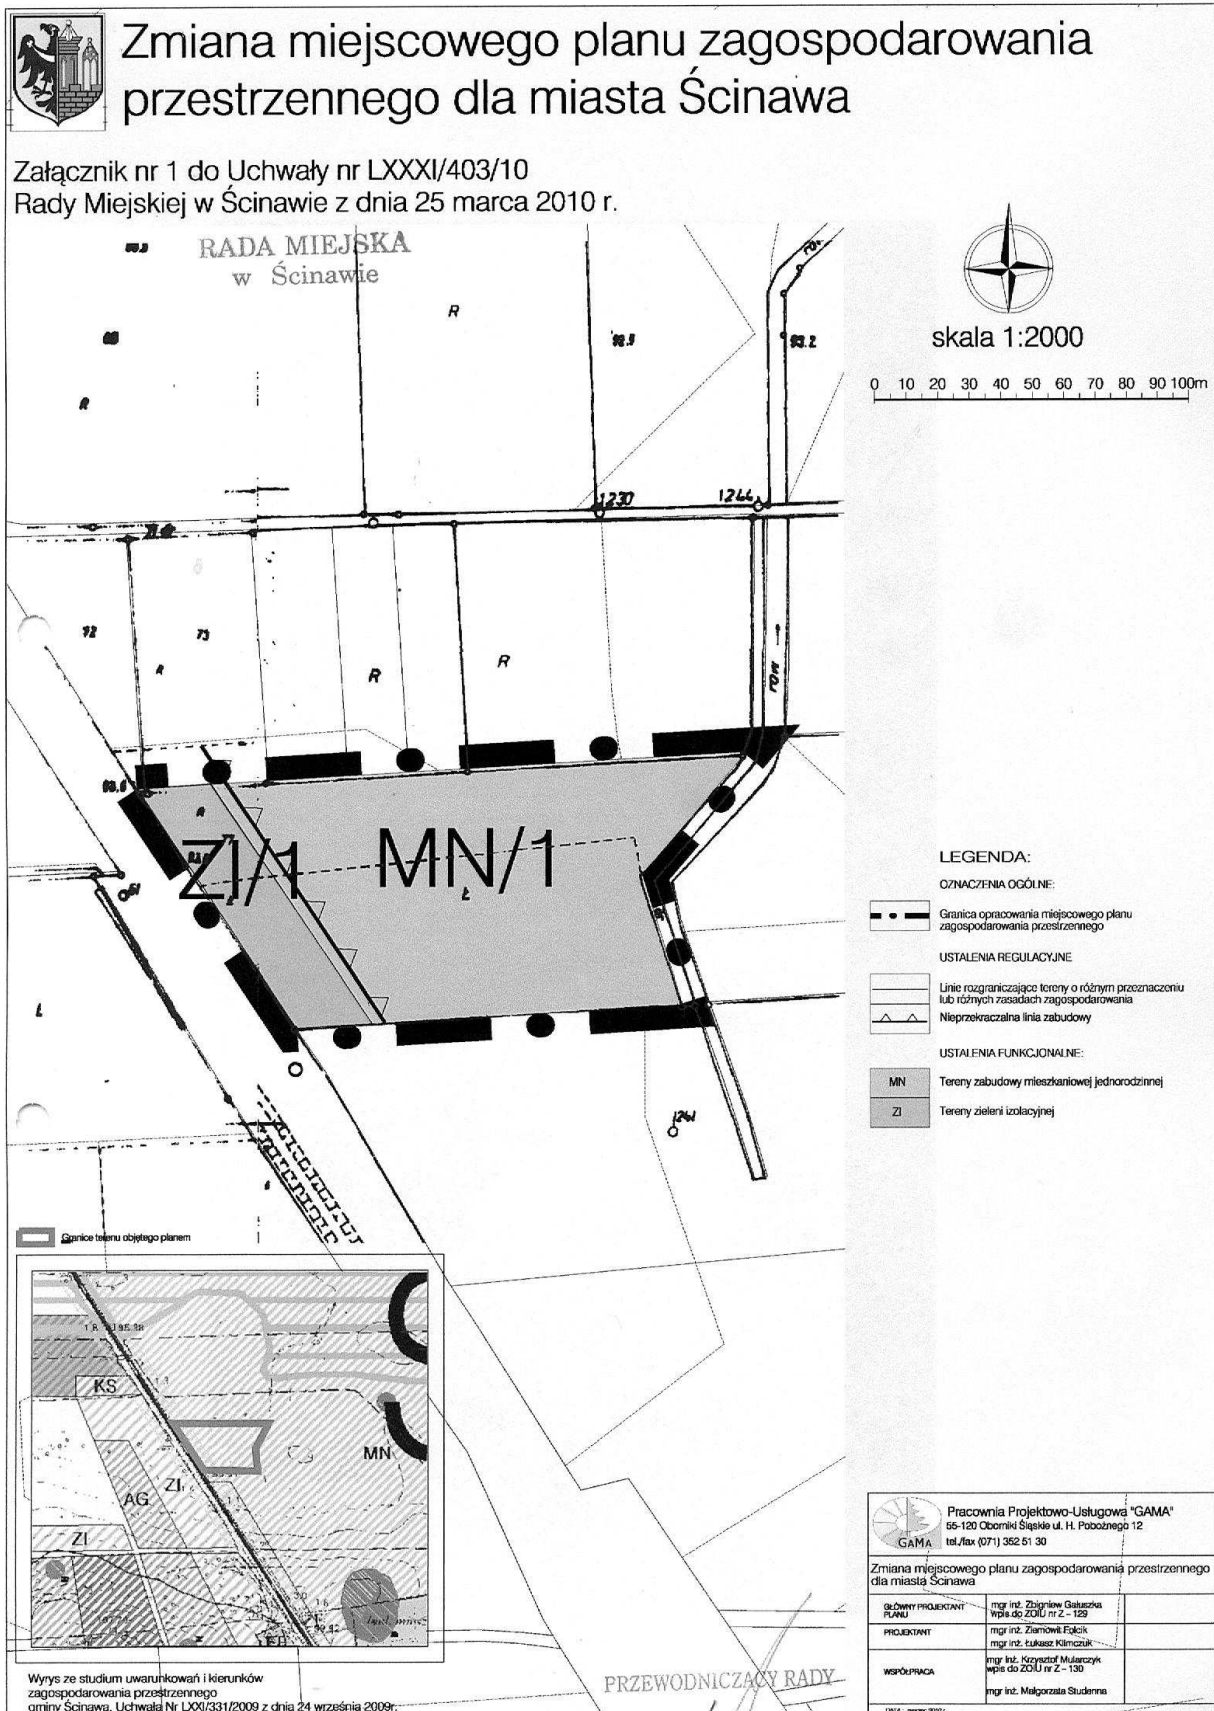 Zmiana miejscowego planu zagospodarowania
przestrzennego dla miasta Ścinawa
Załącznik nr 1 do Uchwały nr LXXXI/403/10
Rady Miejskiej w Ścinawie z dnia 25 marca 2010 r.
RADA MIEJSKA
w Ścinawie
skala 1:2000
0 10 20 30 40 50 60 70 80 90 100m
R
92.9
93.2
R
1230
1244
72
73
R
R
R
rów
R
ZI/1
MN/1
Ł
61
Ł
1241
LEGENDA:
OZNACZENIA OGÓLNE:
Granica opracowania miejscowego planu
zagospodarowania przestrzennego
USTALENIA REGULACYJNE
Linie rozgraniczające tereny o różnym przeznaczeniu
lub różnych zasadach zagospodarowania
Nieprzekraczalna linia zabudowy
USTALENIA FUNKCJONALNE:
MN
Tereny zabudowy mieszkaniowej jednorodzinnej
ZI
Tereny zieleni izolacyjnej
Granice terenu objętego planem
KS
MN
ZI
AG
ZI
Wyrys ze studium uwarunkowań i kierunków
zagospodarowania przestrzennego
gminy Ścinawa, Uchwała Nr LXXI/331/2009 z dnia 24 września 2009r.
PRZEWODNICZĄCY RADY
GAMA
Pracownia Projektowo-Usługowa "GAMA"
55-120 Oborniki Śląskie ul. H. Pobożnego 12
tel./fax (071) 352 51 30
Zmiana miejscowego planu zagospodarowania przestrzennego
dla miasta Ścinawa
GŁÓWNY PROJEKTANT
PLANU
mgr inż. Zbigniew Gałuszka
wpis do ZOIU nr Z - 129
PROJEKTANT
mgr inż. Ziemowit Folcik
mgr inż. Łukasz Klimczuk
WSPÓŁPRACA
mgr inż. Krzysztof Mularczyk
wpis do ZOIU nr Z - 130
mgr inż. Małgorzata Studenna